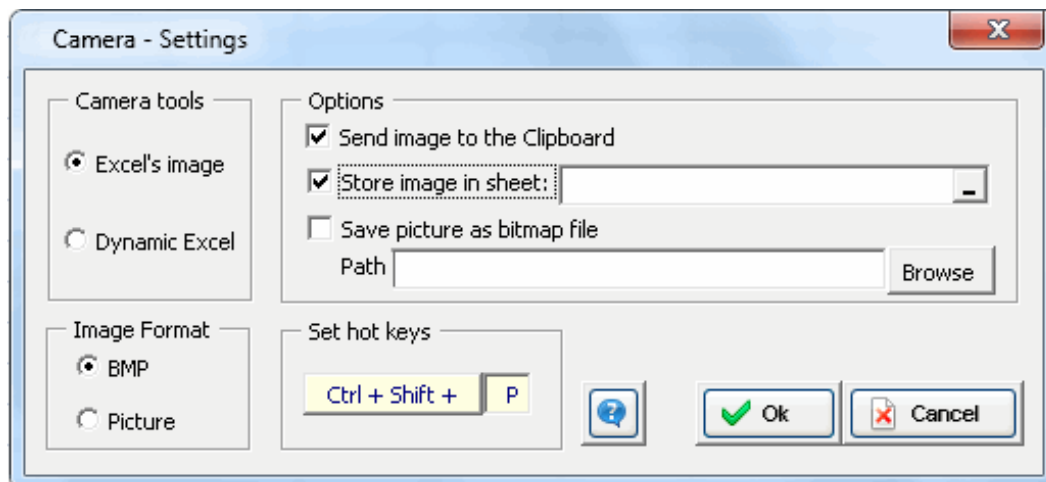 Camera - Settings
Camera tools
Excel's image
Dynamic Excel
Options
Send image to the Clipboard
Store image in sheet:
Save picture as bitmap file
Path
Browse
Image Format
BMP
Picture
Set hot keys
Ctrl + Shift + P
Ok
Cancel